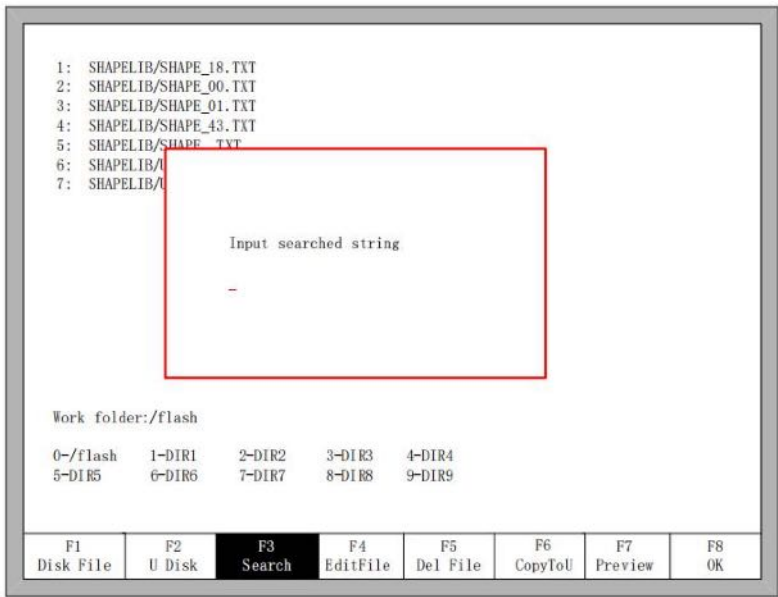 1: SHAPELIB/SHAPE_18.TXT
2: SHAPELIB/SHAPE_00.TXT
3: SHAPELIB/SHAPE_01.TXT
4: SHAPELIB/SHAPE_43.TXT
5: SHAPELIB/SHAPE .TXT
6: SHAPELIB/U
7: SHAPELIB/U
Input searched string
_
Work folder:/flash
0-/flash 1-DIR1 2-DIR2 3-DIR3 4-DIR4
5-DIR5 6-DIR6 7-DIR7 8-DIR8 9-DIR9
F1 F2 F3 F4 F5 F6 F7 F8
Disk File U Disk Search EditFile Del File CopyToU Preview OK